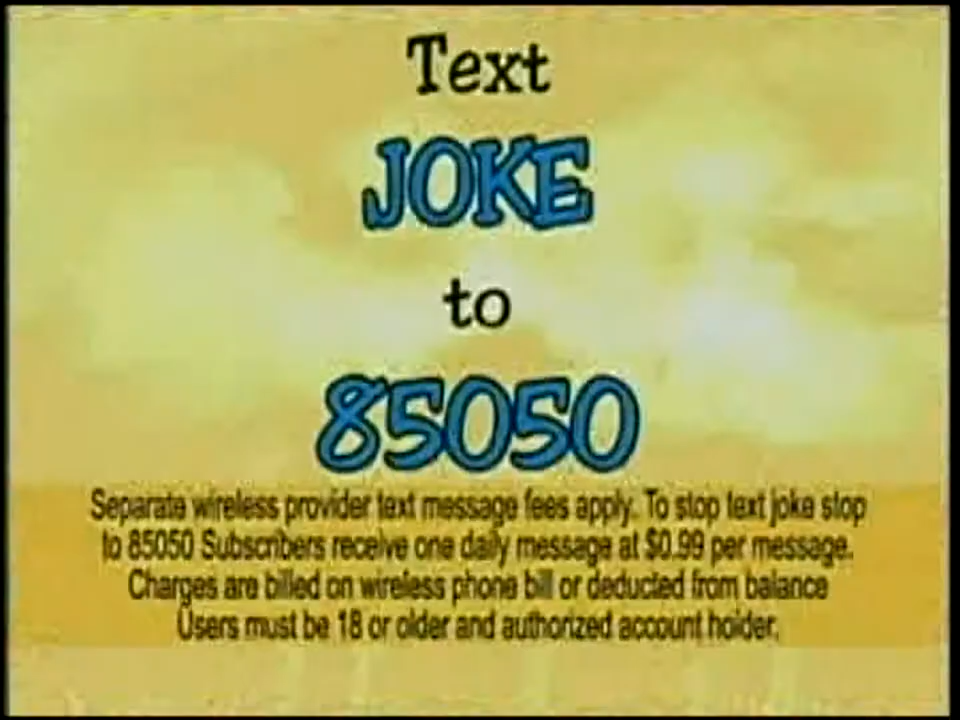 Text
JOKE
to
85050
Separate wireless provider text message fees apply. To stop text joke stop
to 85050 Subscribers receive one daily message at $0.99 per message.
Charges are billed on wireless phone bill or deducted from balance
Users must be 18 or older and authorized account holder.